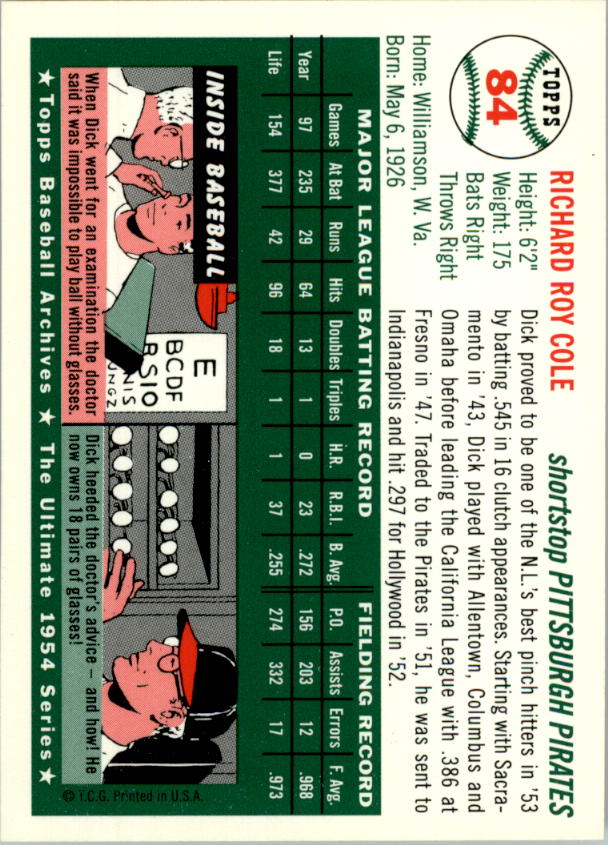 TOPPS
84
RICHARD ROY COLE
shortstop PITTSBURGH PIRATES
Height: 6'2"
Weight: 175
Bats Right
Throws Right
Home: Williamson, W. Va.
Born: May 6, 1926
Dick proved to be one of the N.L.'s best pinch hitters in '53
by batting .545 in 16 clutch appearances. Starting with Sacra-
mento in '43, Dick played with Allentown, Columbus and
Omaha before leading the California League with .386 at
Fresno in '47. Traded to the Pirates in '51, he was sent to
Indianapolis and hit .297 for Hollywood in '52.
MAJOR LEAGUE BATTING RECORD FIELDING RECORD
Games At Bat Runs Hits Doubles Triples H.R. R.B.I. B. Avg. P.O. Assists Errors F. Avg.
Year 97 235 29 64 13 1 0 23 .272 156 203 12 .968
Life 154 377 42 96 18 1 1 37 .255 274 332 17 .973
INSIDE BASEBALL
E
BCDF
BSIO
NIS
UNGZ
When Dick went for an examination the doctor
said it was impossible to play ball without glasses.
Dick heeded the doctor's advice – and how! He
now owns 18 pairs of glasses!
© T.C.G. Printed in U.S.A.
★ Topps Baseball Archives ★ The Ultimate 1954 Series ★